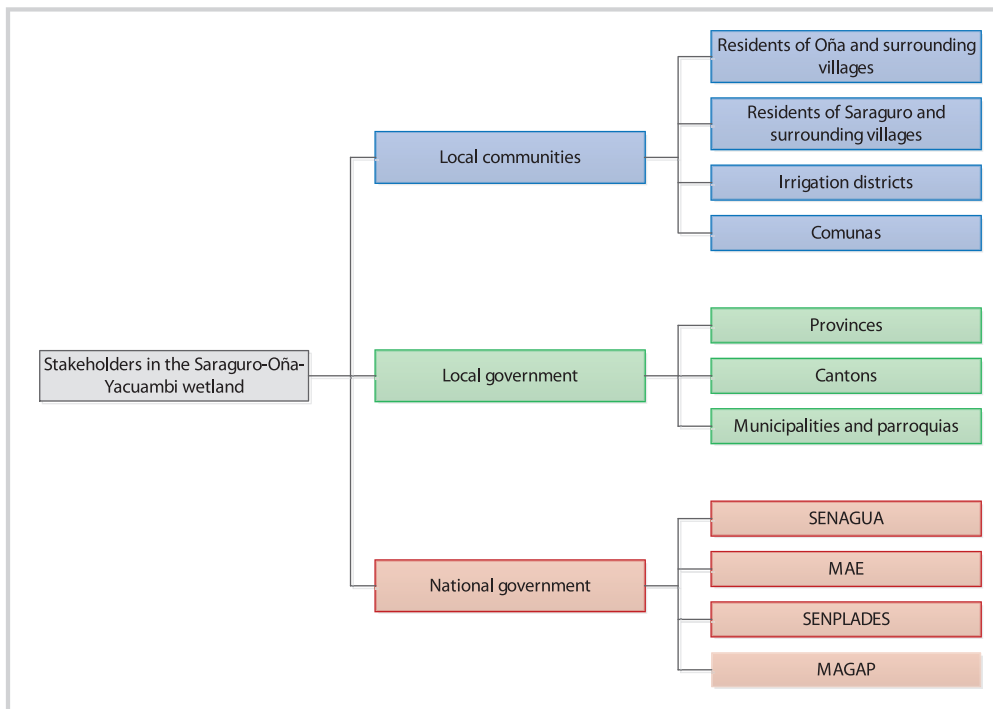 Stakeholders in the Saraguro-Oña-
Yacuambi wetland
Local communities
Residents of Oña and surrounding
villages
Residents of Saraguro and
surrounding villages
Irrigation districts
Comunas
Local government
Provinces
Cantons
Municipalities and parroquias
National government
SENAGUA
MAE
SENPLADES
MAGAP